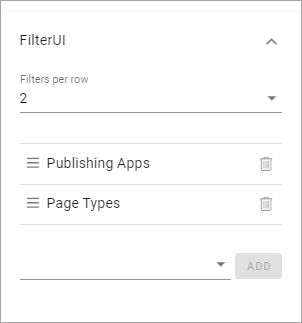 FilterUI
Filters per row
2
Publishing Apps
Page Types
ADD